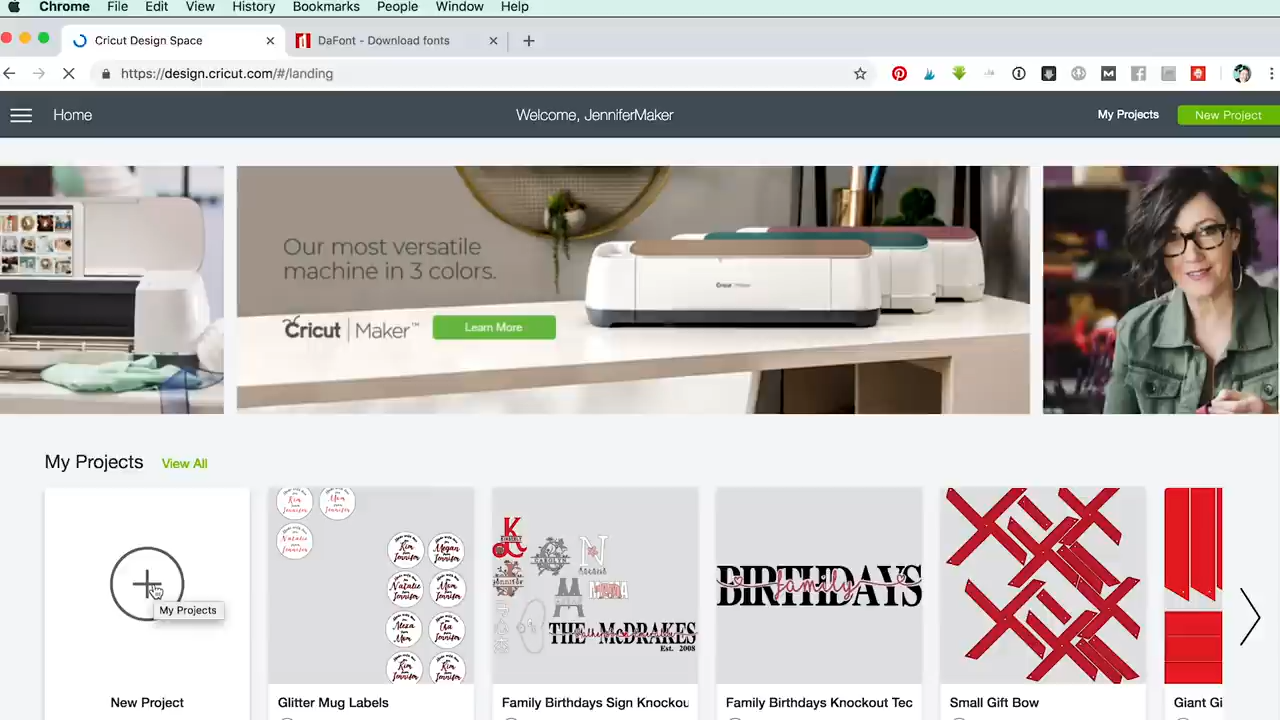 Chrome File Edit View History Bookmarks People Window Help
Cricut Design Space
DaFont - Download fonts
https://design.cricut.com/#/landing
Home
Welcome, JenniferMaker
My Projects
New Project
Our most versatile
machine in 3 colors.
Cricut Maker™
Learn More
My Projects View All
My Projects
BIRTHDAYS
family
THE McDRAKES
Est. 2008
New Project
Glitter Mug Labels
Family Birthdays Sign Knockou
Family Birthdays Knockout Tec
Small Gift Bow
Giant Gi